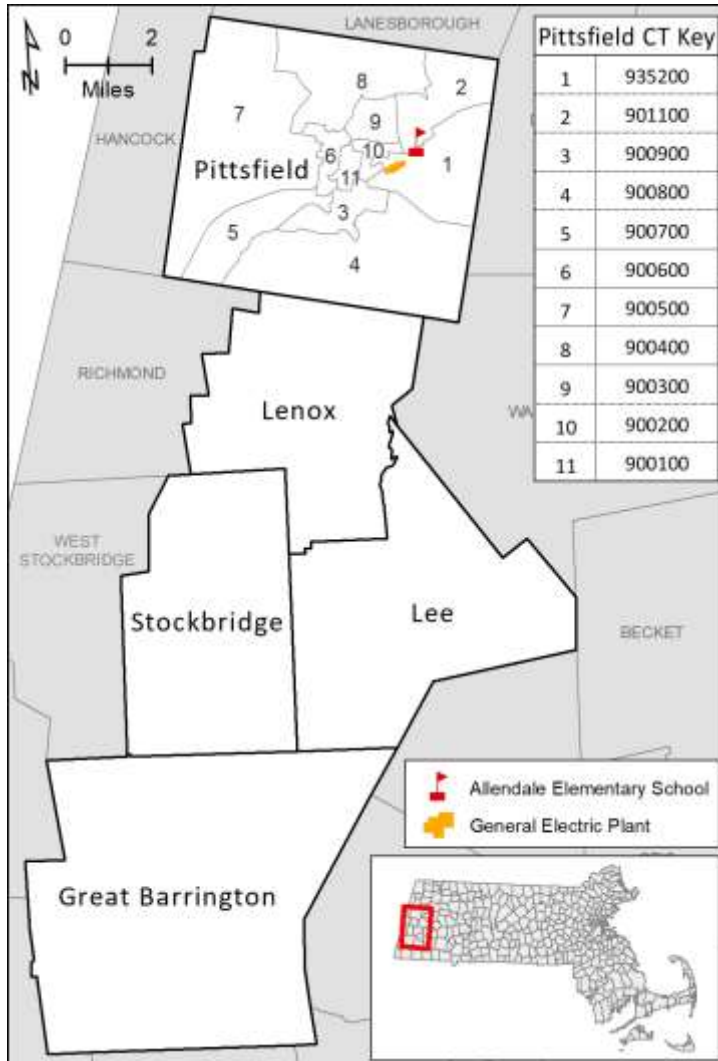 LANESBOROUGH
N
0 2
Miles
HANCOCK
Pittsfield
8
2
7
9
6
10
1
11
3
5
4
Pittsfield CT Key
1 935200
2 901100
3 900900
4 900800
5 900700
6 900600
7 900500
8 900400
9 900300
10 900200
11 900100
RICHMOND
Lenox
WA
WEST
STOCKBRIDGE
Stockbridge
Lee
BECKET
Allendale Elementary School
General Electric Plant
Great Barrington